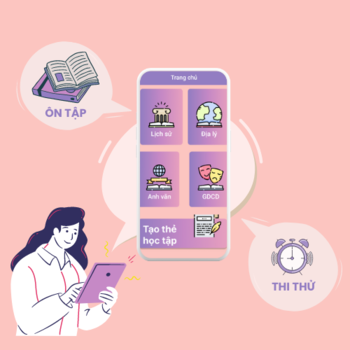 Trang chủ
ÔN TẬP
Lịch sử
Địa lý
Anh văn
GDCD
Tạo thẻ
học tập
THI THỬ